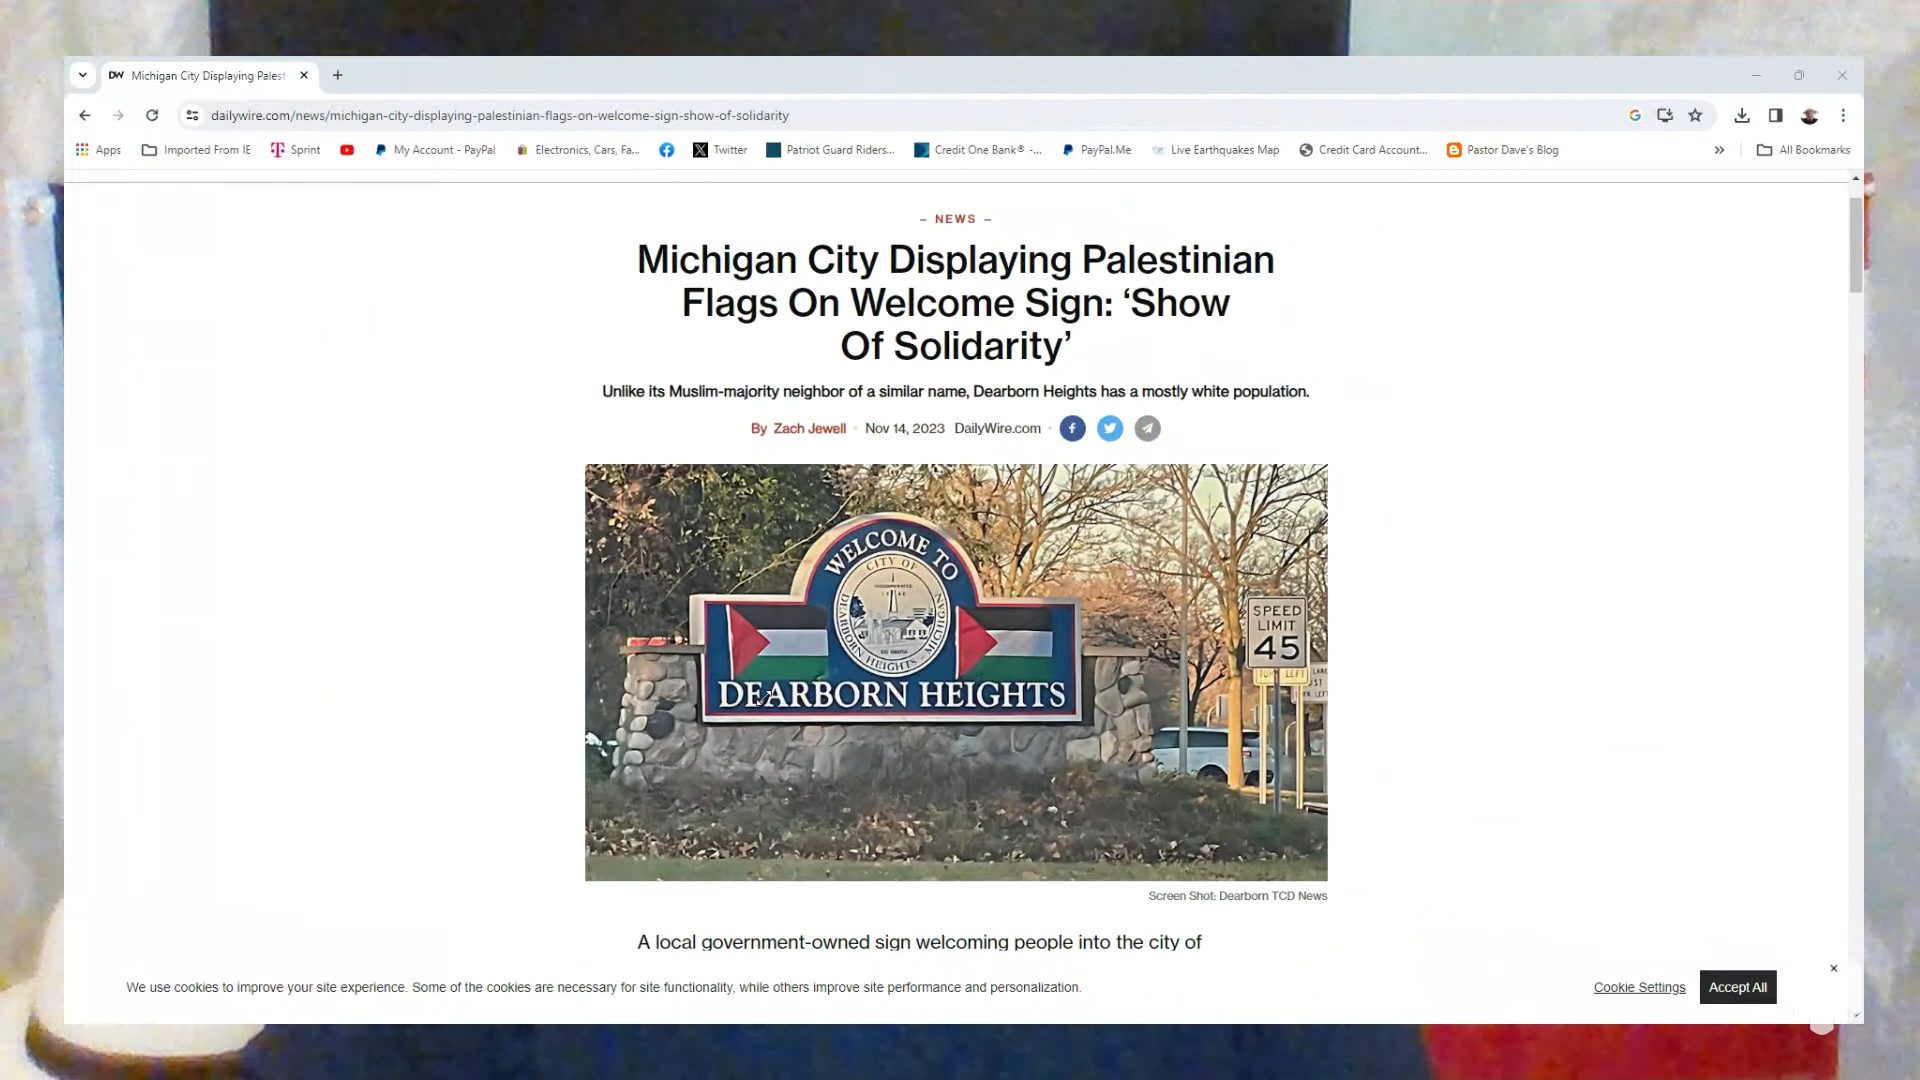 DW Michigan City Displaying Palest
dailywire.com/news/michigan-city-displaying-palestinian-flags-on-welcome-sign-show-of-solidarity
Apps Imported From IE Sprint My Account - PayPal Electronics, Cars, Fa... Twitter Patriot Guard Riders... Credit One Bank® -... PayPal.Me Live Earthquakes Map Credit Card Account... Pastor Dave's Blog » All Bookmarks
– NEWS –
Michigan City Displaying Palestinian
Flags On Welcome Sign: ‘Show
Of Solidarity’
Unlike its Muslim-majority neighbor of a similar name, Dearborn Heights has a mostly white population.
By Zach Jewell • Nov 14, 2023 DailyWire.com •
WELCOME TO
CITY OF
DEARBORN HEIGHTS - MICHIGAN
DEARBORN HEIGHTS
SPEED
LIMIT
45
TURN LEFT
Screen Shot: Dearborn TCD News
A local government-owned sign welcoming people into the city of
We use cookies to improve your site experience. Some of the cookies are necessary for site functionality, while others improve site performance and personalization.
Cookie Settings
Accept All